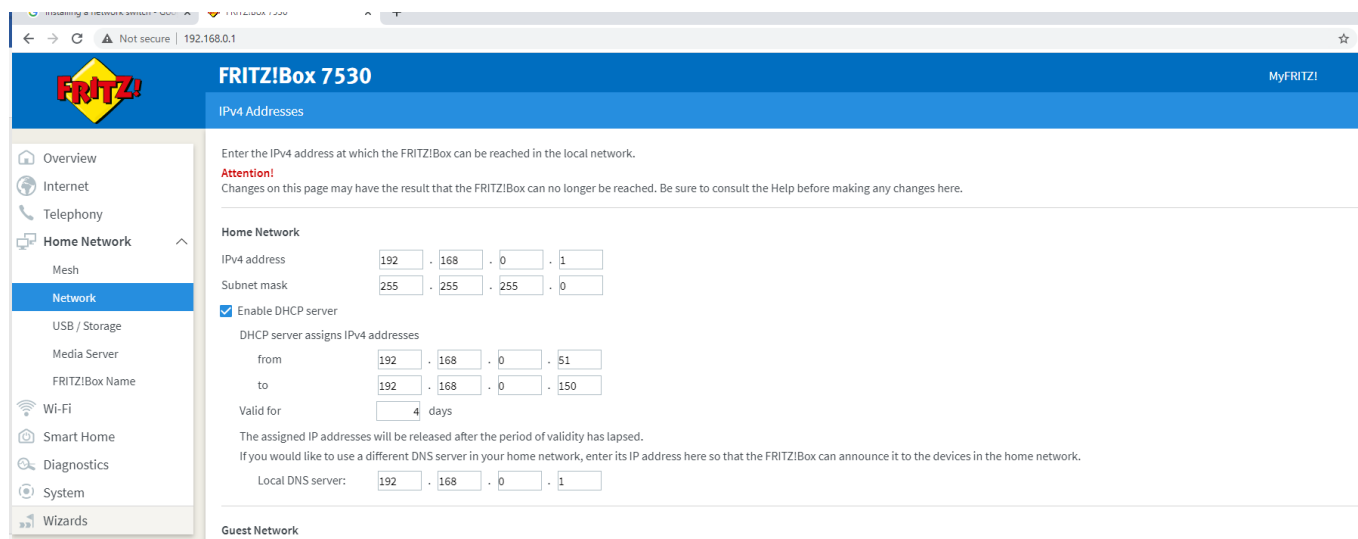 Installing a network switch - Goo
FRITZ!Box 7530
Not secure | 192.168.0.1
FRITZ!
FRITZ!Box 7530
MyFRITZ!
IPv4 Addresses
Overview
Internet
Telephony
Home Network
Mesh
Network
USB / Storage
Media Server
FRITZ!Box Name
Wi-Fi
Smart Home
Diagnostics
System
Wizards
Enter the IPv4 address at which the FRITZ!Box can be reached in the local network.
Attention!
Changes on this page may have the result that the FRITZ!Box can no longer be reached. Be sure to consult the Help before making any changes here.
Home Network
IPv4 address 192 . 168 . 0 . 1
Subnet mask 255 . 255 . 255 . 0
Enable DHCP server
DHCP server assigns IPv4 addresses
from 192 . 168 . 0 . 51
to 192 . 168 . 0 . 150
Valid for 4 days
The assigned IP addresses will be released after the period of validity has lapsed.
If you would like to use a different DNS server in your home network, enter its IP address here so that the FRITZ!Box can announce it to the devices in the home network.
Local DNS server: 192 . 168 . 0 . 1
Guest Network